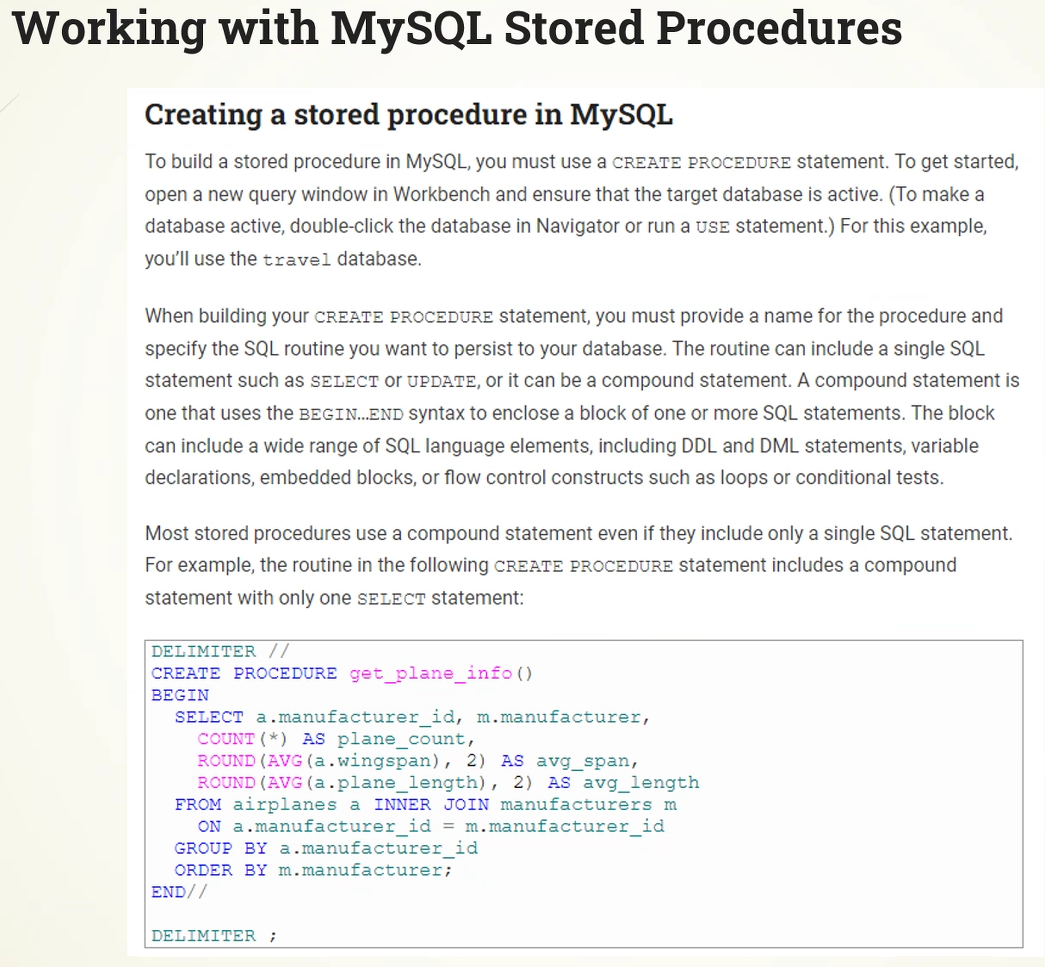 Working with MySQL Stored Procedures
Creating a stored procedure in MySQL
To build a stored procedure in MySQL, you must use a CREATE PROCEDURE statement. To get started,
open a new query window in Workbench and ensure that the target database is active. (To make a
database active, double-click the database in Navigator or run a USE statement.) For this example,
you'll use the travel database.
When building your CREATE PROCEDURE statement, you must provide a name for the procedure and
specify the SQL routine you want to persist to your database. The routine can include a single SQL
statement such as SELECT or UPDATE, or it can be a compound statement. A compound statement is
one that uses the BEGIN…END syntax to enclose a block of one or more SQL statements. The block
can include a wide range of SQL language elements, including DDL and DML statements, variable
declarations, embedded blocks, or flow control constructs such as loops or conditional tests.
Most stored procedures use a compound statement even if they include only a single SQL statement.
For example, the routine in the following CREATE PROCEDURE statement includes a compound
statement with only one SELECT statement:
DELIMITER //
CREATE PROCEDURE get_plane_info()
BEGIN
  SELECT a.manufacturer_id, m.manufacturer,
    COUNT(*) AS plane_count,
    ROUND(AVG(a.wingspan), 2) AS avg_span,
    ROUND(AVG(a.plane_length), 2) AS avg_length
  FROM airplanes a INNER JOIN manufacturers m
    ON a.manufacturer_id = m.manufacturer_id
  GROUP BY a.manufacturer_id
  ORDER BY m.manufacturer;
END//
DELIMITER ;